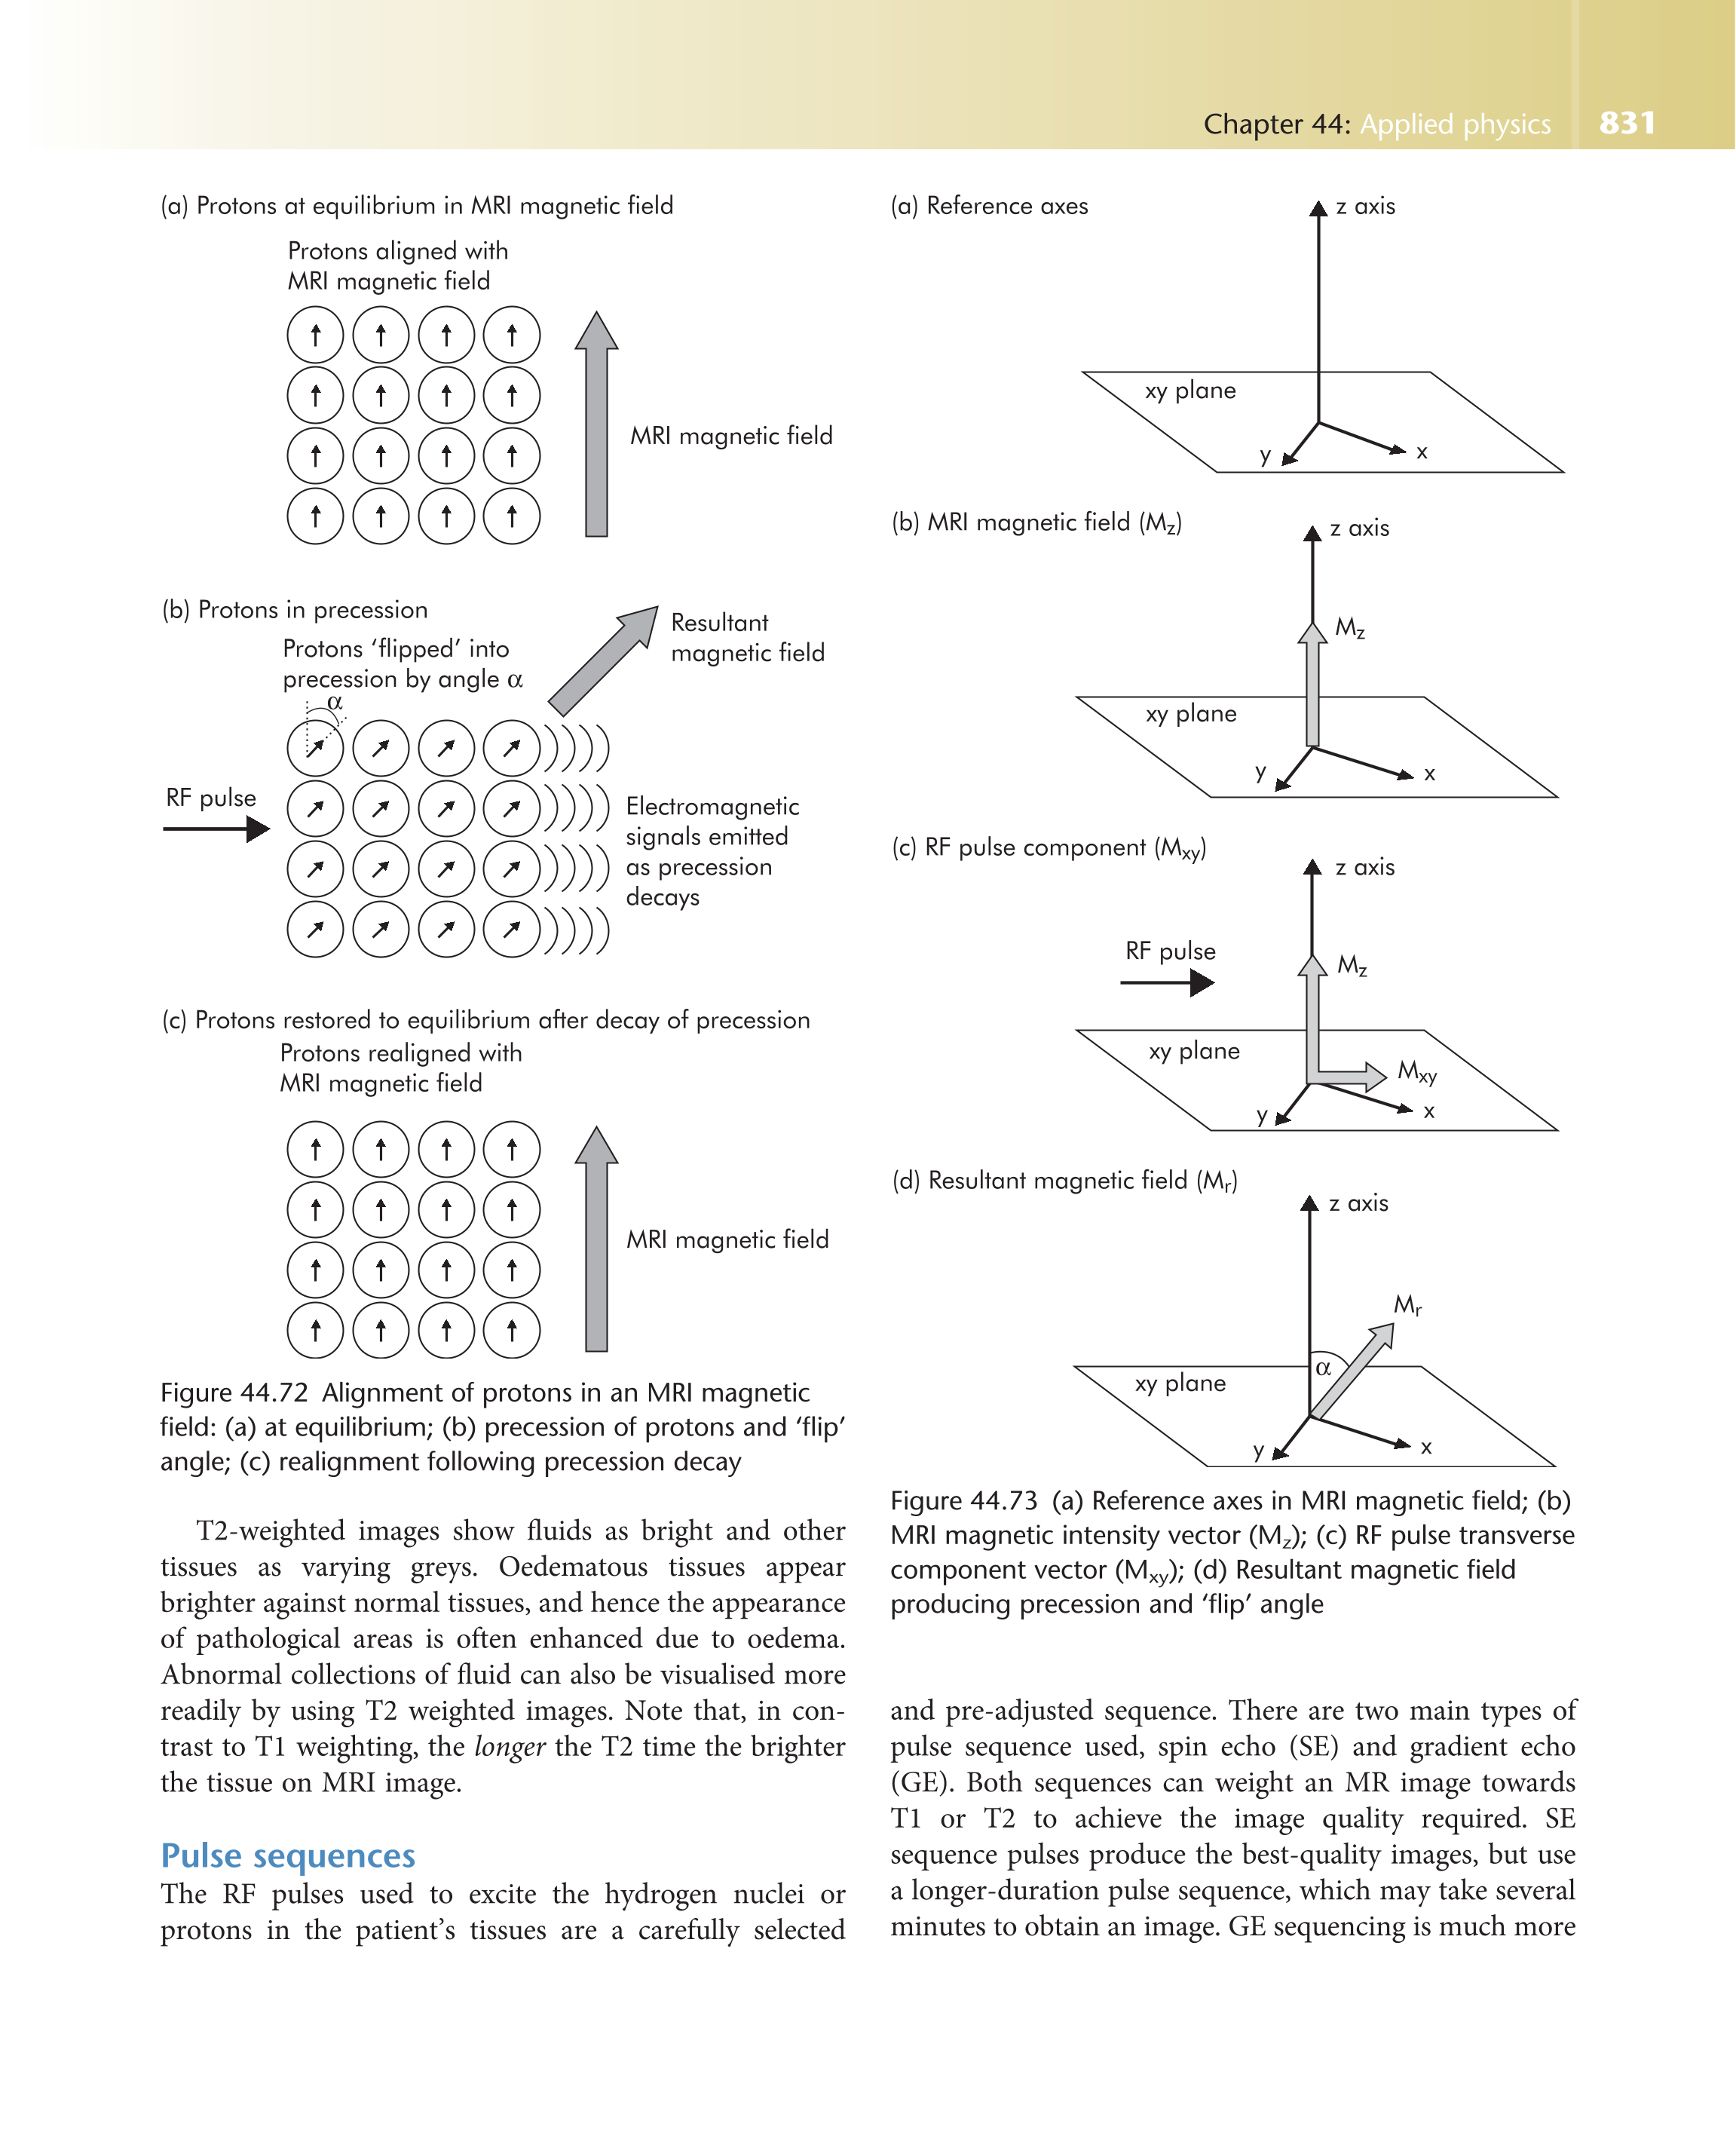 Chapter 44: Applied physics 831
(a) Protons at equilibrium in MRI magnetic field
Protons aligned with
MRI magnetic field
MRI magnetic field
(b) Protons in precession
Protons ‘flipped’ into
precession by angle α
α
Resultant
magnetic field
RF pulse
Electromagnetic
signals emitted
as precession
decays
(c) Protons restored to equilibrium after decay of precession
Protons realigned with
MRI magnetic field
MRI magnetic field
Figure 44.72 Alignment of protons in an MRI magnetic
field: (a) at equilibrium; (b) precession of protons and ‘flip’
angle; (c) realignment following precession decay
T2-weighted images show fluids as bright and other
tissues as varying greys. Oedematous tissues appear
brighter against normal tissues, and hence the appearance
of pathological areas is often enhanced due to oedema.
Abnormal collections of fluid can also be visualised more
readily by using T2 weighted images. Note that, in con-
trast to T1 weighting, the longer the T2 time the brighter
the tissue on MRI image.
Pulse sequences
The RF pulses used to excite the hydrogen nuclei or
protons in the patient’s tissues are a carefully selected
(a) Reference axes
z axis
xy plane
y
x
(b) MRI magnetic field (Mz)
z axis
Mz
xy plane
y
x
(c) RF pulse component (Mxy)
z axis
RF pulse
Mz
xy plane
Mxy
y
x
(d) Resultant magnetic field (Mr)
z axis
Mr
α
xy plane
y
x
Figure 44.73 (a) Reference axes in MRI magnetic field; (b)
MRI magnetic intensity vector (Mz); (c) RF pulse transverse
component vector (Mxy); (d) Resultant magnetic field
producing precession and ‘flip’ angle
and pre-adjusted sequence. There are two main types of
pulse sequence used, spin echo (SE) and gradient echo
(GE). Both sequences can weight an MR image towards
T1 or T2 to achieve the image quality required. SE
sequence pulses produce the best-quality images, but use
a longer-duration pulse sequence, which may take several
minutes to obtain an image. GE sequencing is much more